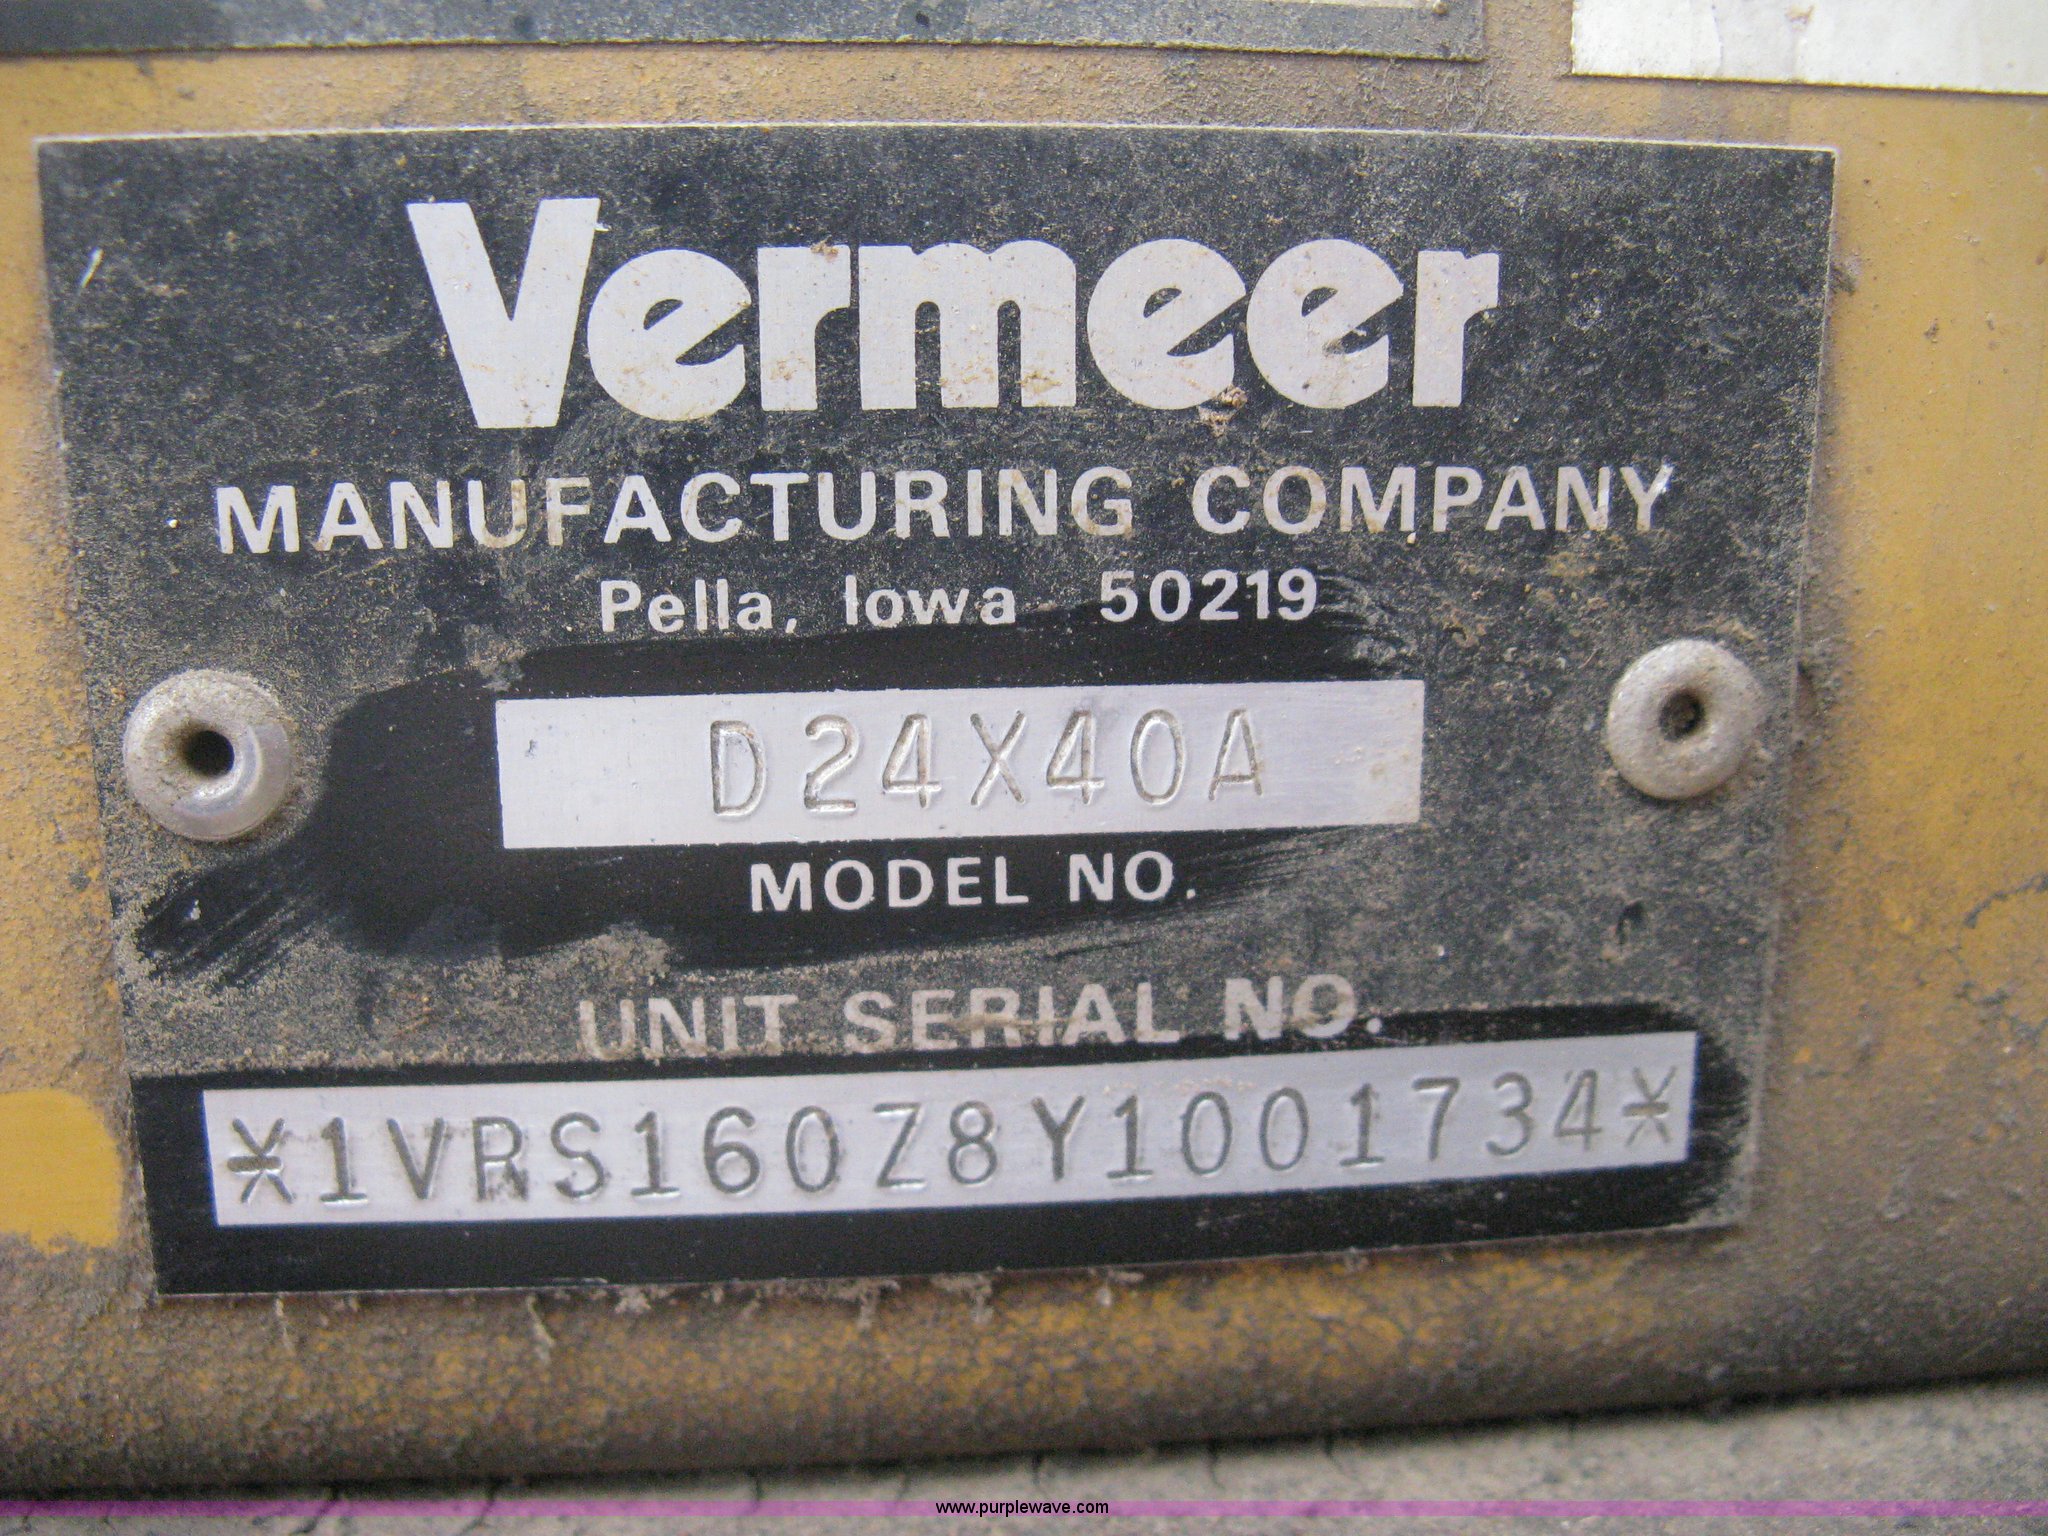 Vermeer
MANUFACTURING COMPANY
Pella, Iowa 50219
D24X40A
MODEL NO.
UNIT SERIAL NO.
*1VRS160Z8Y1001734*
www.purplewave.com